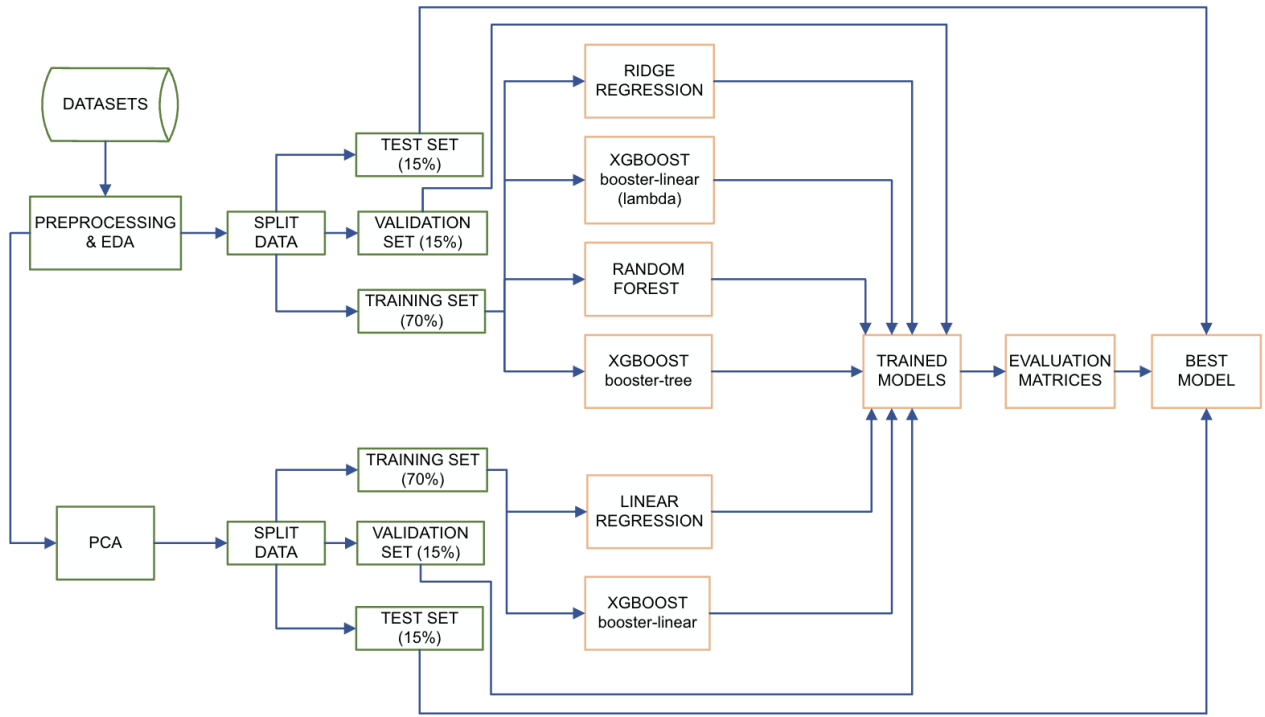 DATASETS
PREPROCESSING
& EDA
SPLIT
DATA
TEST SET
(15%)
VALIDATION
SET (15%)
TRAINING SET
(70%)
RIDGE
REGRESSION
XGBOOST
booster-linear
(lambda)
RANDOM
FOREST
XGBOOST
booster-tree
TRAINED
MODELS
EVALUATION
MATRICES
BEST
MODEL
PCA
SPLIT
DATA
TRAINING SET
(70%)
VALIDATION
SET (15%)
TEST SET
(15%)
LINEAR
REGRESSION
XGBOOST
booster-linear